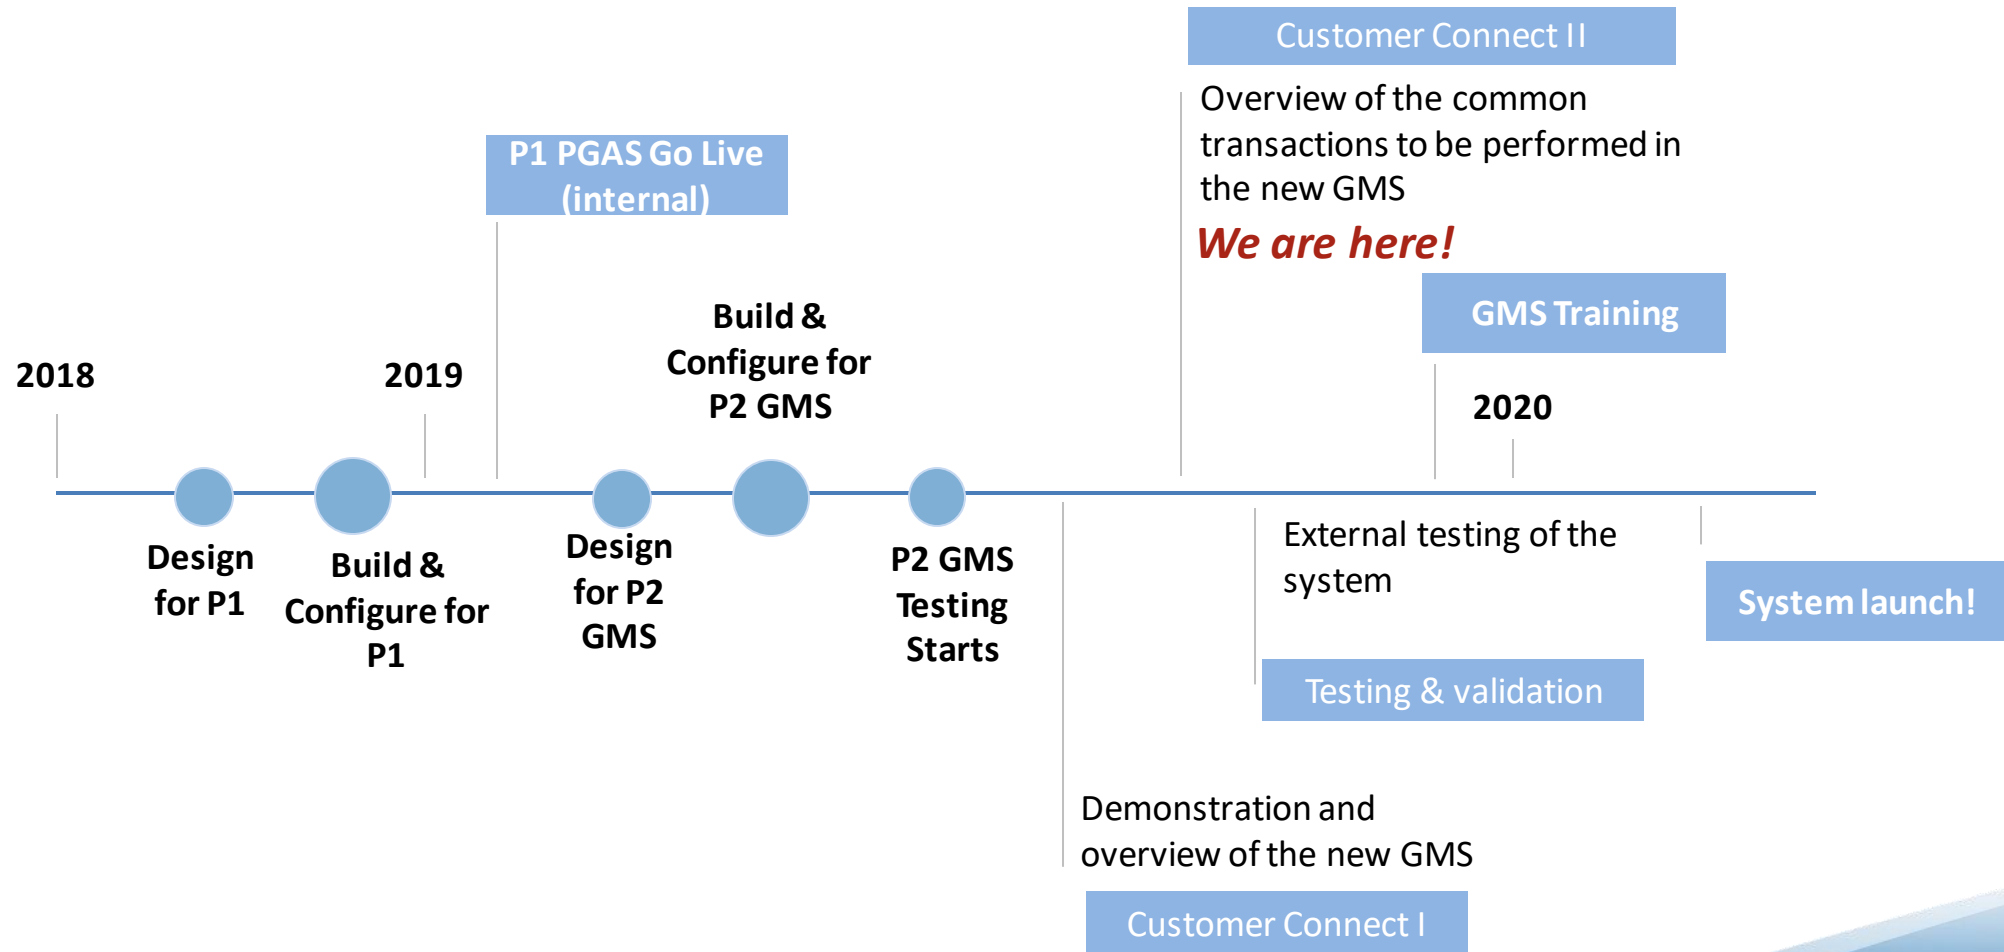 Customer Connect II
Overview of the common
transactions to be performed in
the new GMS
We are here!
P1 PGAS Go Live
(internal)
GMS Training
Build &
Configure for
P2 GMS
2018
2019
2020
Design
for P1
Build &
Configure for
P1
Design
for P2
GMS
P2 GMS
Testing
Starts
External testing of the
system
System launch!
Testing & validation
Demonstration and
overview of the new GMS
Customer Connect I